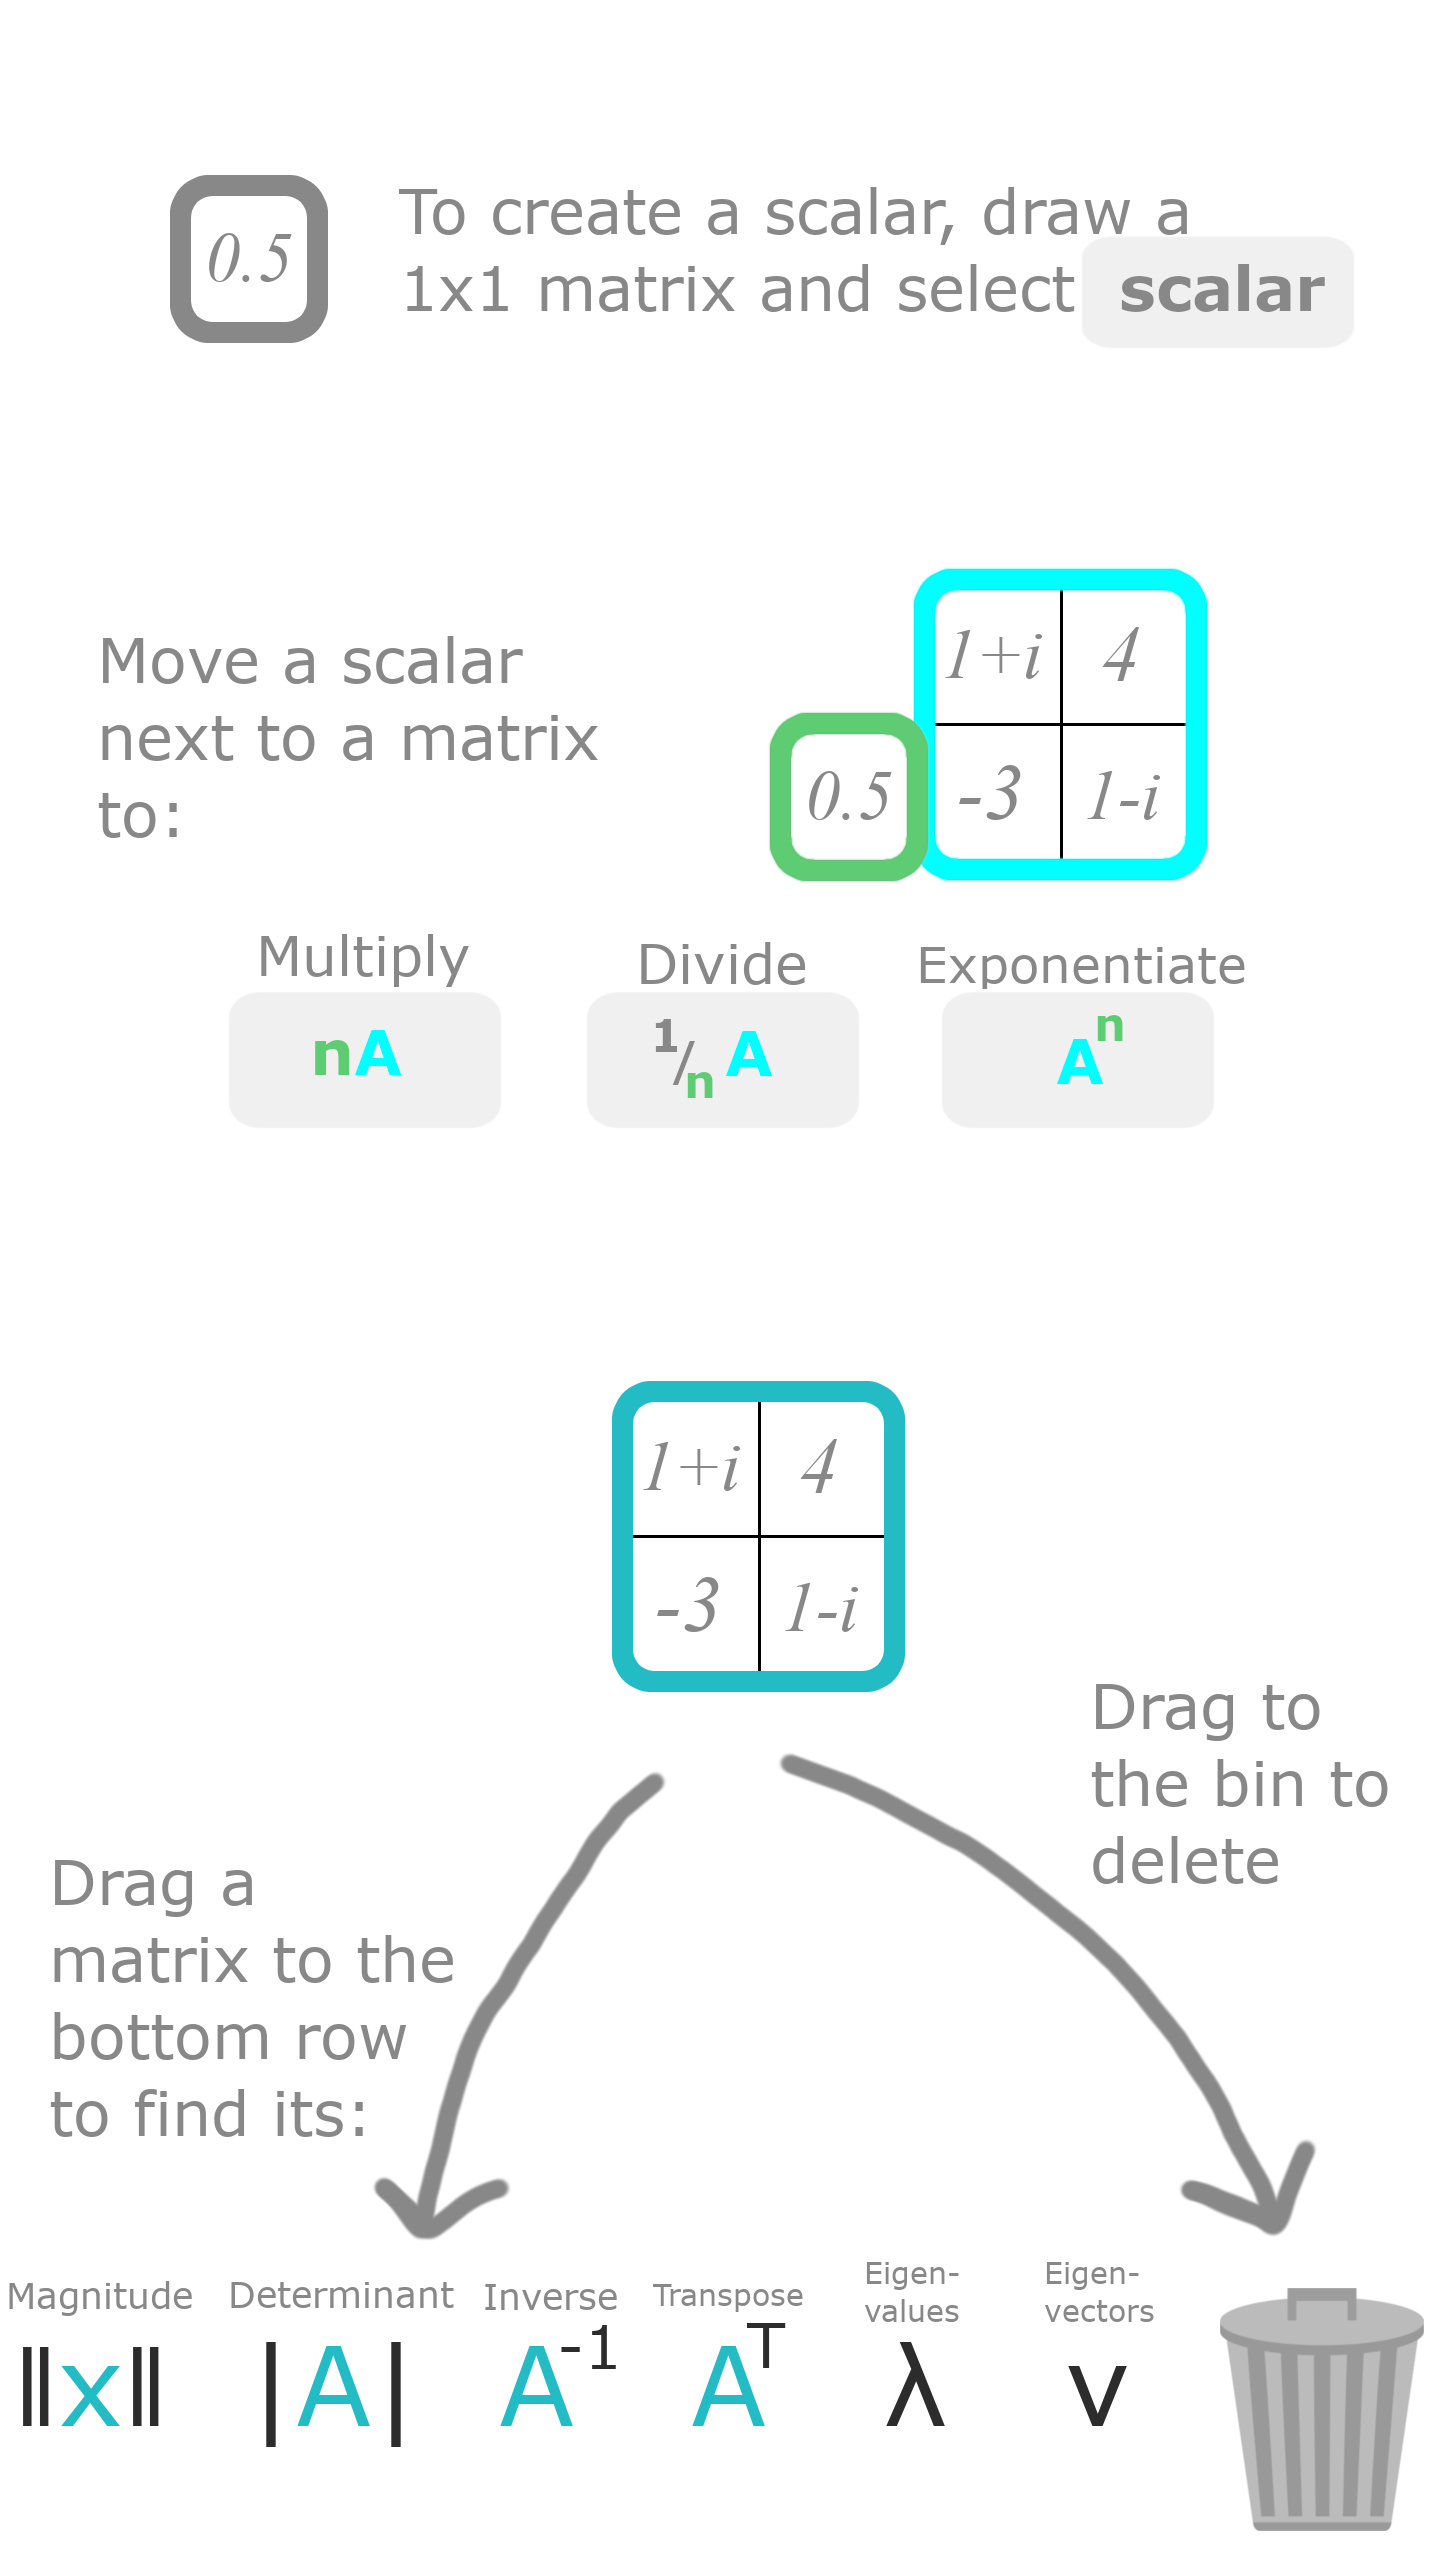 0.5
To create a scalar, draw a
1x1 matrix and select scalar
Move a scalar
next to a matrix
to:
1+i 4
0.5 -3 1-i
Multiply Divide Exponentiate
nA 1/n A Aⁿ
1+i 4
-3 1-i
Drag to
the bin to
delete
Drag a
matrix to the
bottom row
to find its:
Magnitude Determinant Inverse Transpose Eigen-
values Eigen-
vectors
‖x‖ |A| A⁻¹ Aᵀ λ v